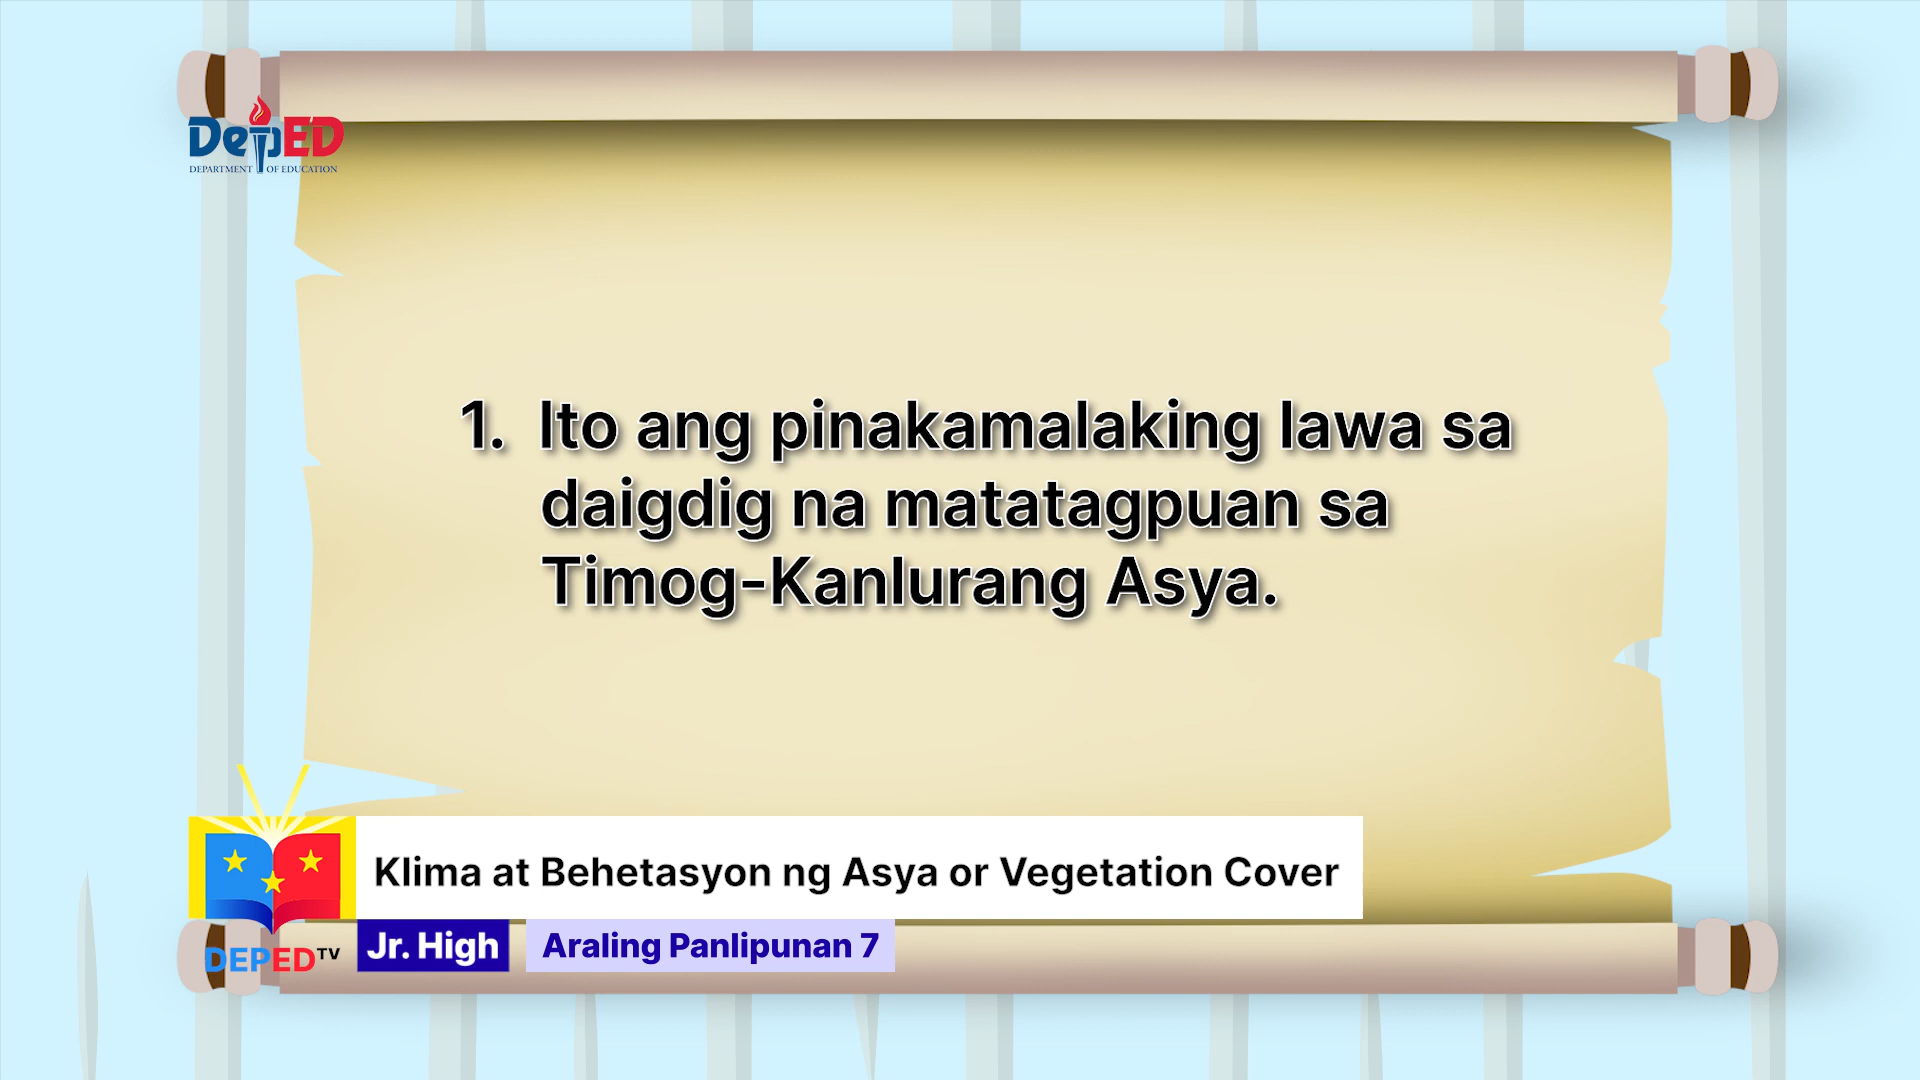 DepED
DEPARTMENT OF EDUCATION
1. Ito ang pinakamalaking lawa sa
daigdig na matatagpuan sa
Timog-Kanlurang Asya.
Klima at Behetasyon ng Asya or Vegetation Cover
DEPED TV
Jr. High
Araling Panlipunan 7